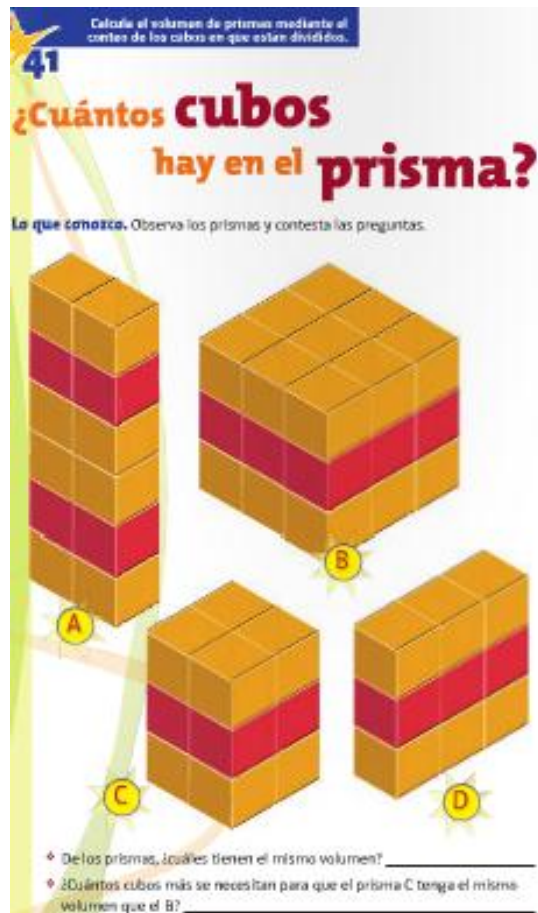 Calcula el volumen de prismas mediante el
conteo de los cubos en que estan divididos.
41
¿Cuántos cubos
hay en el prisma?
Lo que conozco. Observa los prismas y contesta las preguntas.
A
B
C
D
De los prismas, ¿cuáles tienen el mismo volumen?
¿Cuántos cubos más se necesitan para que el prisma C tenga el mismo
volumen que el B?